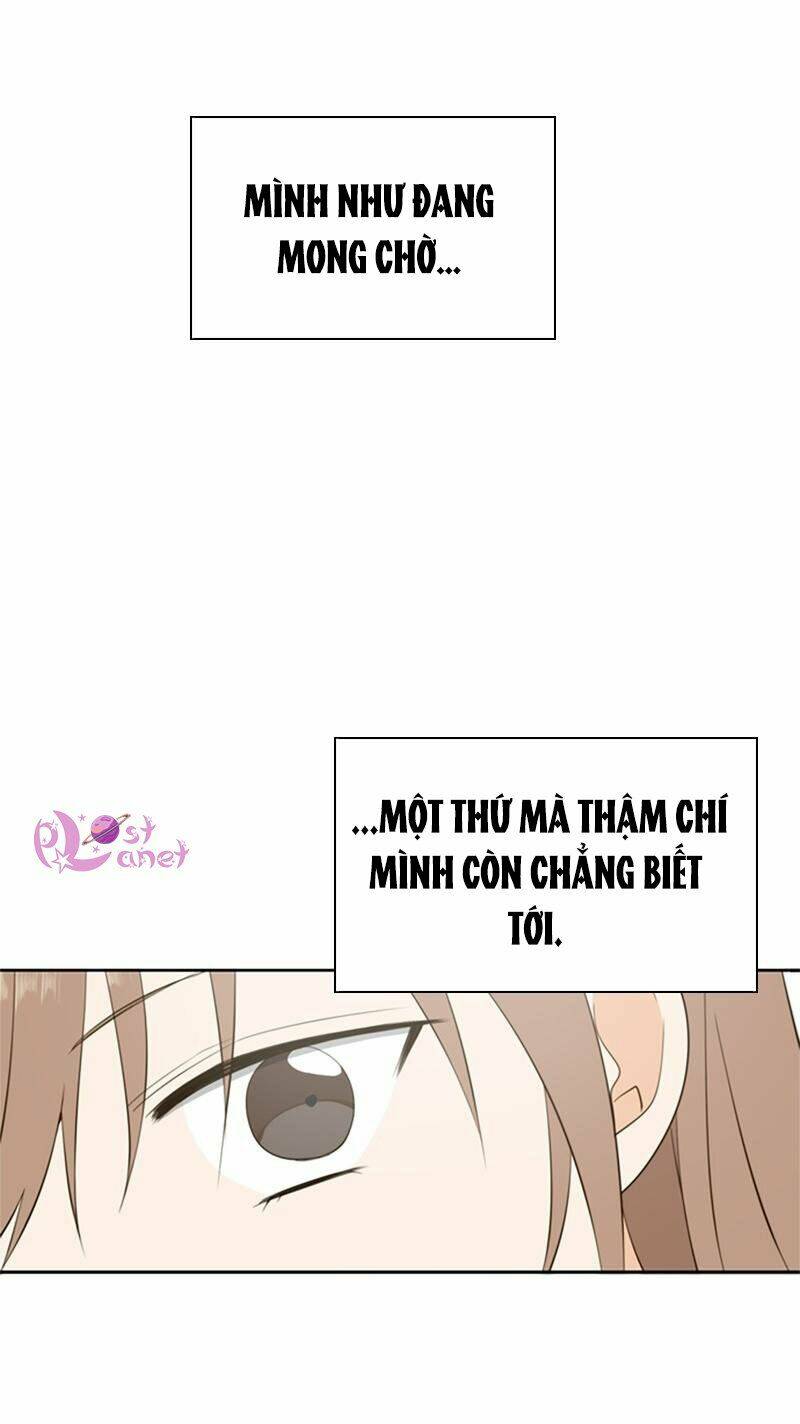 MÌNH NHƯ ĐANG
MONG CHỜ...
Lost
Planet
...MỘT THỨ MÀ THẬM CHÍ
MÌNH CÒN CHẲNG BIẾT
TỚI.